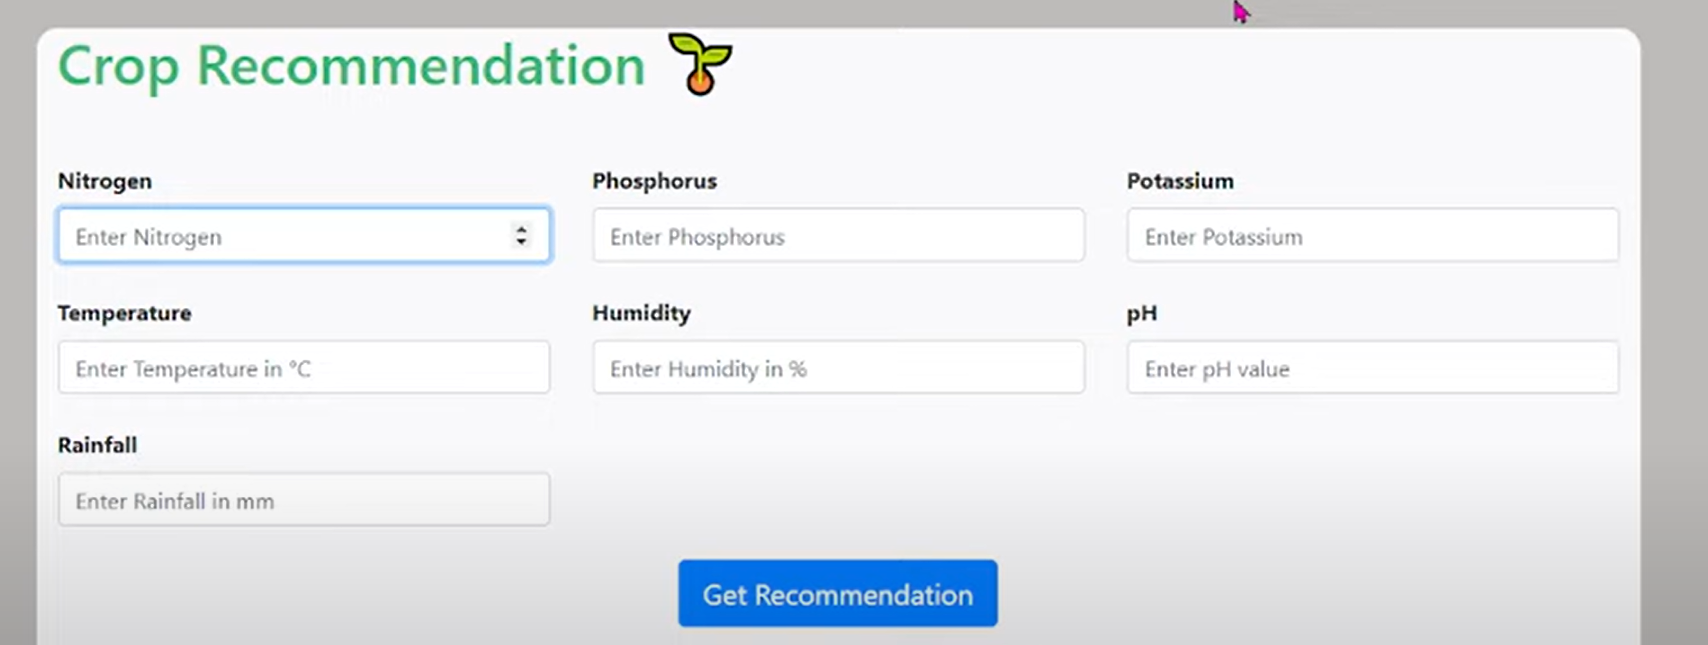 Crop Recommendation
Nitrogen Phosphorus Potassium
Enter Nitrogen Enter Phosphorus Enter Potassium
Temperature Humidity pH
Enter Temperature in °C Enter Humidity in % Enter pH value
Rainfall
Enter Rainfall in mm
Get Recommendation